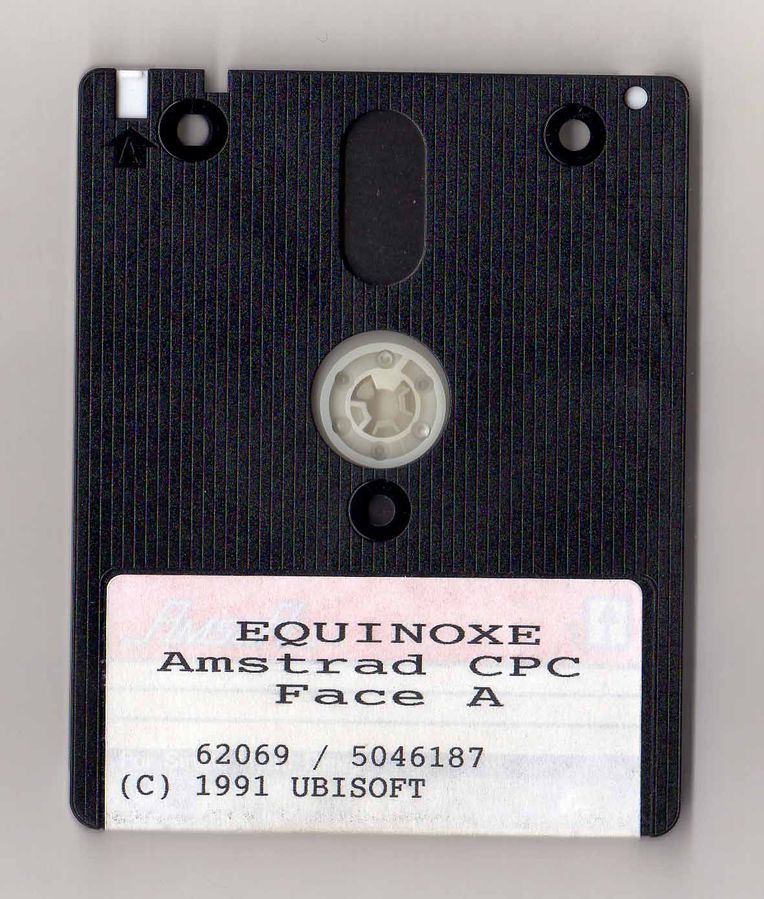 A
EQUINOXE
Amstrad CPC
Face A
62069 / 5046187
(C) 1991 UBISOFT